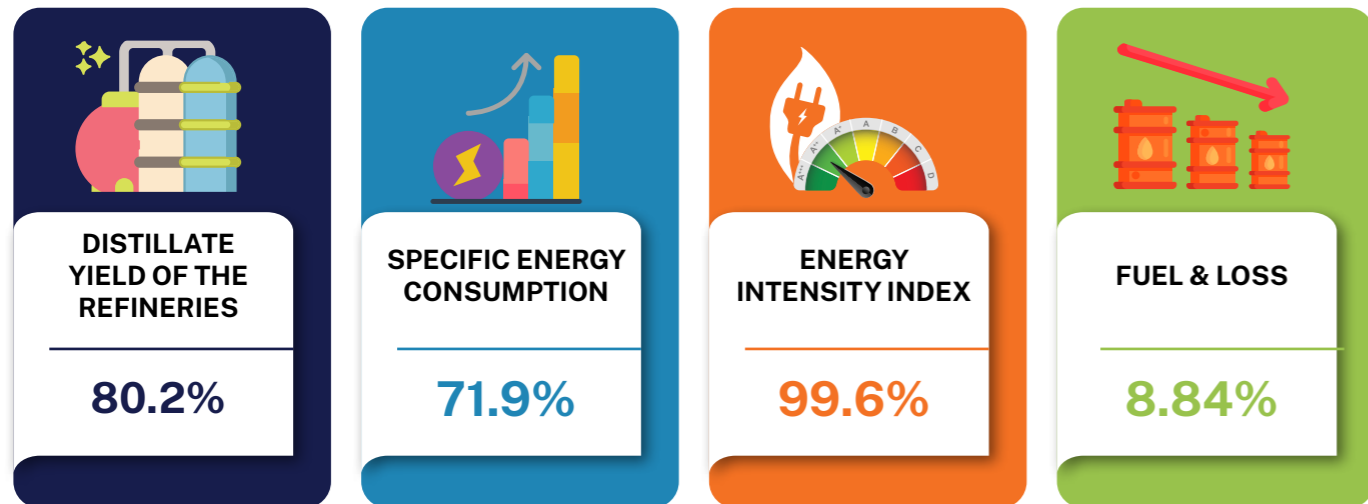 DISTILLATE
YIELD OF THE
REFINERIES
80.2%
SPECIFIC ENERGY
CONSUMPTION
71.9%
A+++
A++
A+
A
B
C
D
ENERGY
INTENSITY INDEX
99.6%
FUEL & LOSS
8.84%